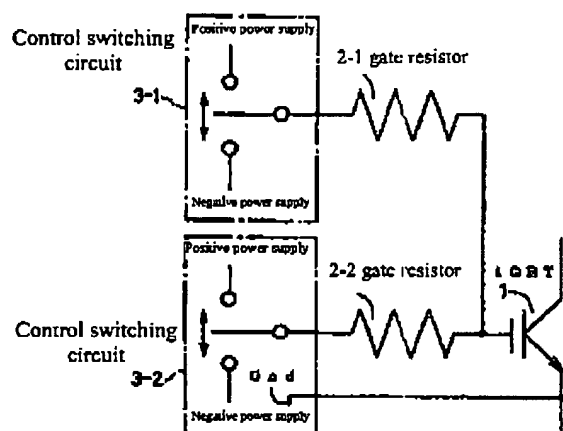 Positive power supply
Control switching
circuit
2-1 gate resistor
3-1
Negative power supply
Positive power supply
2-2 gate resistor
IGBT
1
Control switching
circuit
3-2
Negative power supply